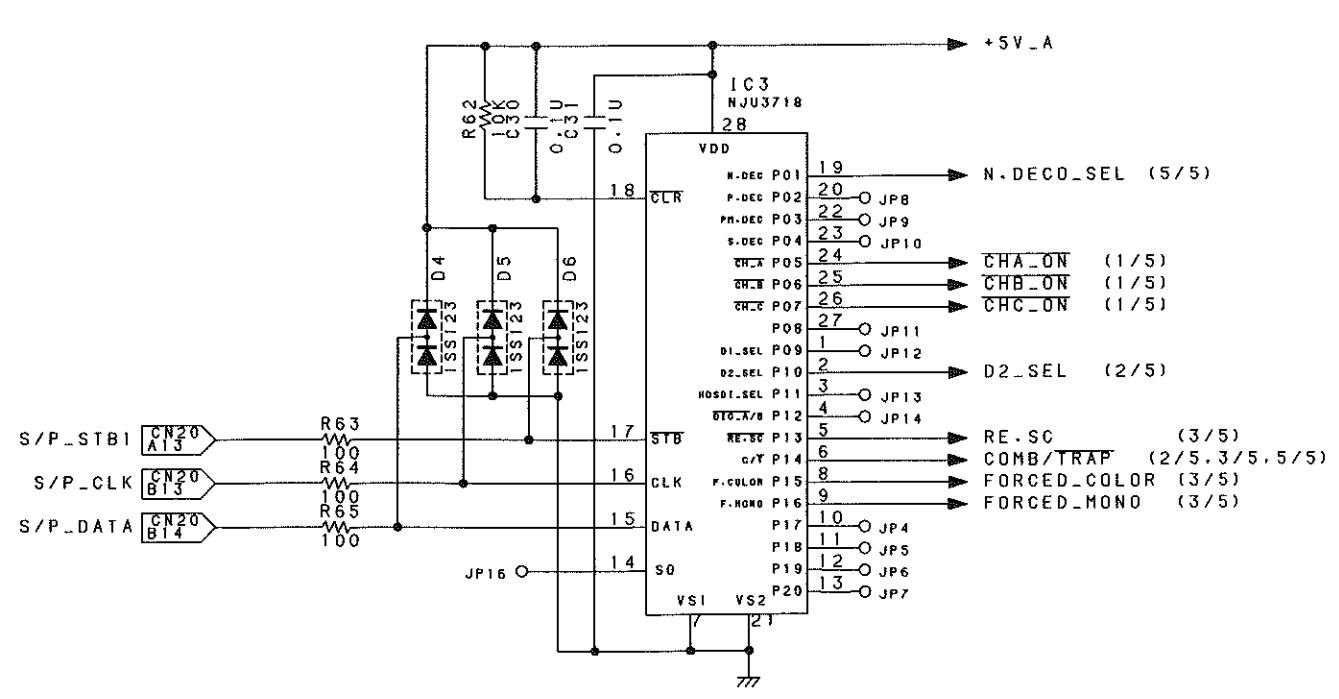 +5V_A
IC3
NJU3718
28
VDD
R62
10K
C30
0.1U
C31
0.1U
18 CLR
N.DEC P01 19 N.DECO_SEL (5/5)
P.DEC P02 20 JP8
PM.DEC P03 22 JP9
S.DEC P04 23 JP10
CH_A P05 24 CHA_ON (1/5)
CH_B P06 25 CHB_ON (1/5)
CH_C P07 26 CHC_ON (1/5)
P08 27 JP11
D1_SEL P09 1 JP12
D2_SEL P10 2 D2_SEL (2/5)
HDSDI_SEL P11 3 JP13
DIG_A/B P12 4 JP14
RE.SC P13 5 RE.SC (3/5)
C/Y P14 6 COMB/TRAP (2/5,3/5,5/5)
F.COLOR P15 8 FORCED_COLOR (3/5)
F.MONO P16 9 FORCED_MONO (3/5)
P17 10 JP4
P18 11 JP5
P19 12 JP6
P20 13 JP7
D4
1SS123
D5
1SS123
D6
1SS123
S/P_STB1 CN20 A13 R63 100 17 STB
S/P_CLK CN20 B13 R64 100 16 CLK
S/P_DATA CN20 B14 R65 100 15 DATA
JP16 14 SO
VS1 VS2
7 21